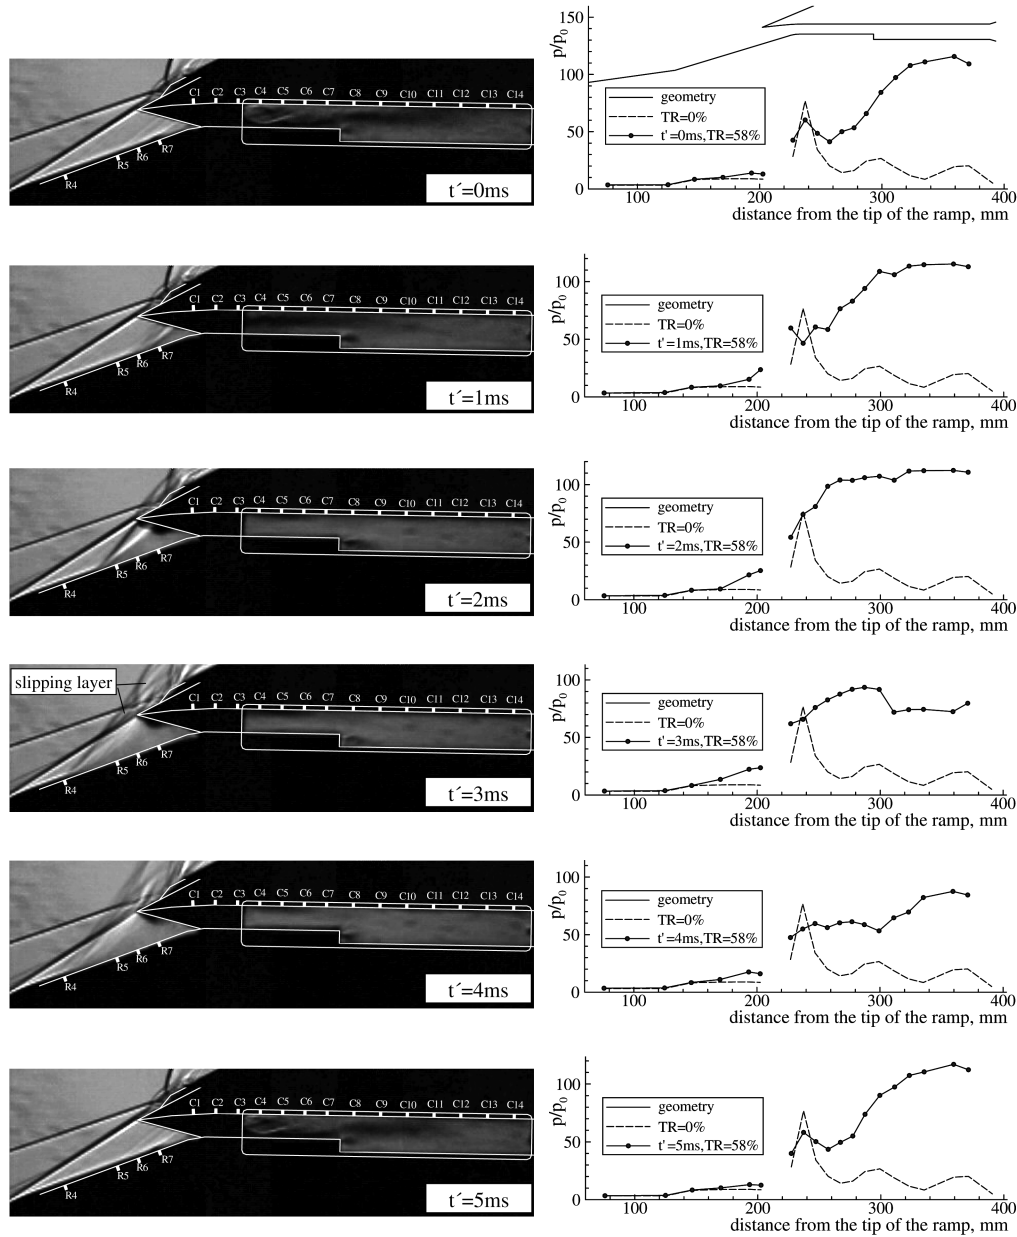 C1 C2 C3 C4 C5 C6 C7 C8 C9 C10 C11 C12 C13 C14
R4 R5 R6 R7
t´=0ms
p/p0
150
100
50
0
geometry
TR=0%
t'=0ms,TR=58%
100 200 300 400
distance from the tip of the ramp, mm
C1 C2 C3 C4 C5 C6 C7 C8 C9 C10 C11 C12 C13 C14
R4 R5 R6 R7
t´=1ms
p/p0
100
50
0
geometry
TR=0%
t'=1ms,TR=58%
100 200 300 400
distance from the tip of the ramp, mm
C1 C2 C3 C4 C5 C6 C7 C8 C9 C10 C11 C12 C13 C14
R4 R5 R6 R7
t´=2ms
p/p0
100
50
0
geometry
TR=0%
t'=2ms,TR=58%
100 200 300 400
distance from the tip of the ramp, mm
slipping layer
C1 C2 C3 C4 C5 C6 C7 C8 C9 C10 C11 C12 C13 C14
R4 R5 R6 R7
t´=3ms
p/p0
100
50
0
geometry
TR=0%
t'=3ms,TR=58%
100 200 300 400
distance from the tip of the ramp, mm
C1 C2 C3 C4 C5 C6 C7 C8 C9 C10 C11 C12 C13 C14
R4 R5 R6 R7
t´=4ms
p/p0
100
50
0
geometry
TR=0%
t'=4ms,TR=58%
100 200 300 400
distance from the tip of the ramp, mm
C1 C2 C3 C4 C5 C6 C7 C8 C9 C10 C11 C12 C13 C14
R4 R5 R6 R7
t´=5ms
p/p0
100
50
0
geometry
TR=0%
t'=5ms,TR=58%
100 200 300 400
distance from the tip of the ramp, mm